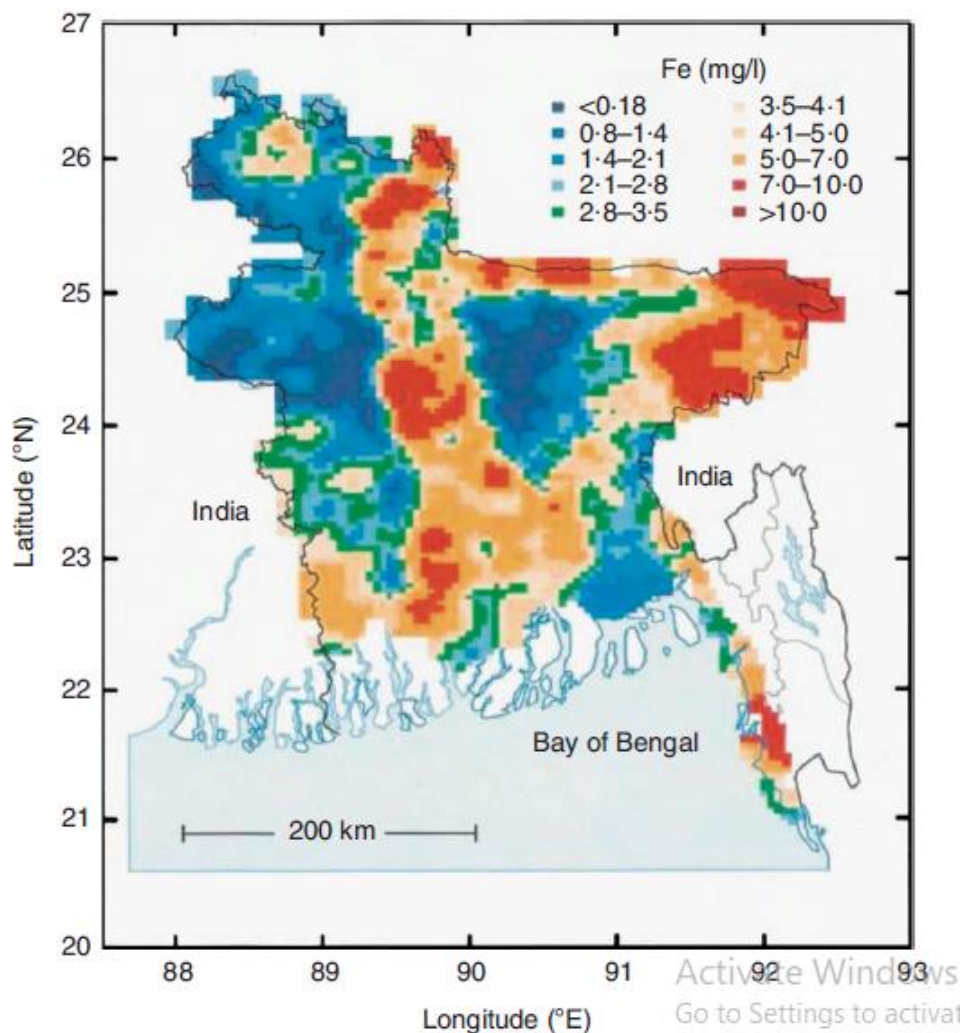 27
26
25
24
23
22
21
20
Latitude (°N)
Fe (mg/l)
<0·18
0·8–1·4
1·4–2·1
2·1–2·8
2·8–3·5
3·5–4·1
4·1–5·0
5·0–7·0
7·0–10·0
>10·0
India
India
Bay of Bengal
200 km
88
89
90
91
92
93
Longitude (°E)
Activate Windows
Go to Settings to activat